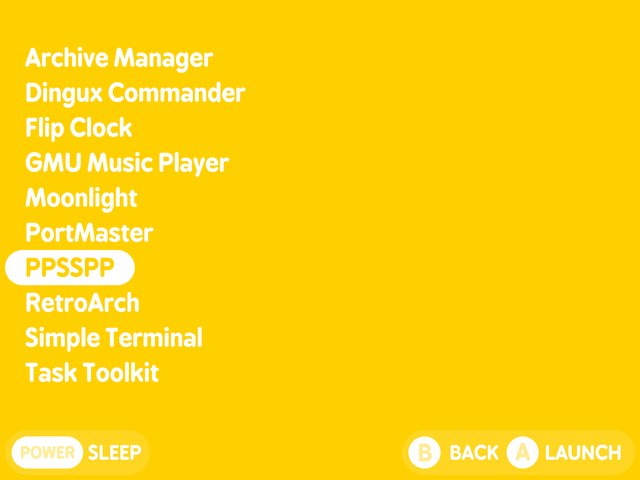 Archive Manager
Dingux Commander
Flip Clock
GMU Music Player
Moonlight
PortMaster
PPSSPP
RetroArch
Simple Terminal
Task Toolkit
POWER SLEEP
B BACK A LAUNCH